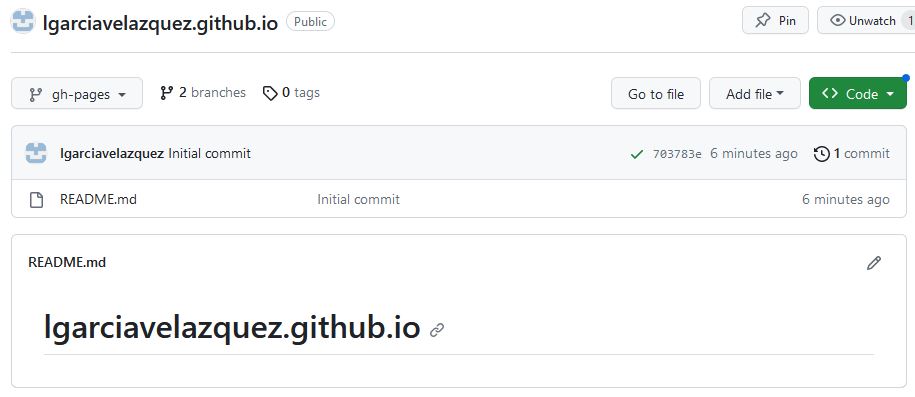 lgarciavelazquez.github.io Public Pin Unwatch 1
gh-pages 2 branches 0 tags Go to file Add file Code
lgarciavelazquez Initial commit 703783e 6 minutes ago 1 commit
README.md Initial commit 6 minutes ago
README.md
lgarciavelazquez.github.io